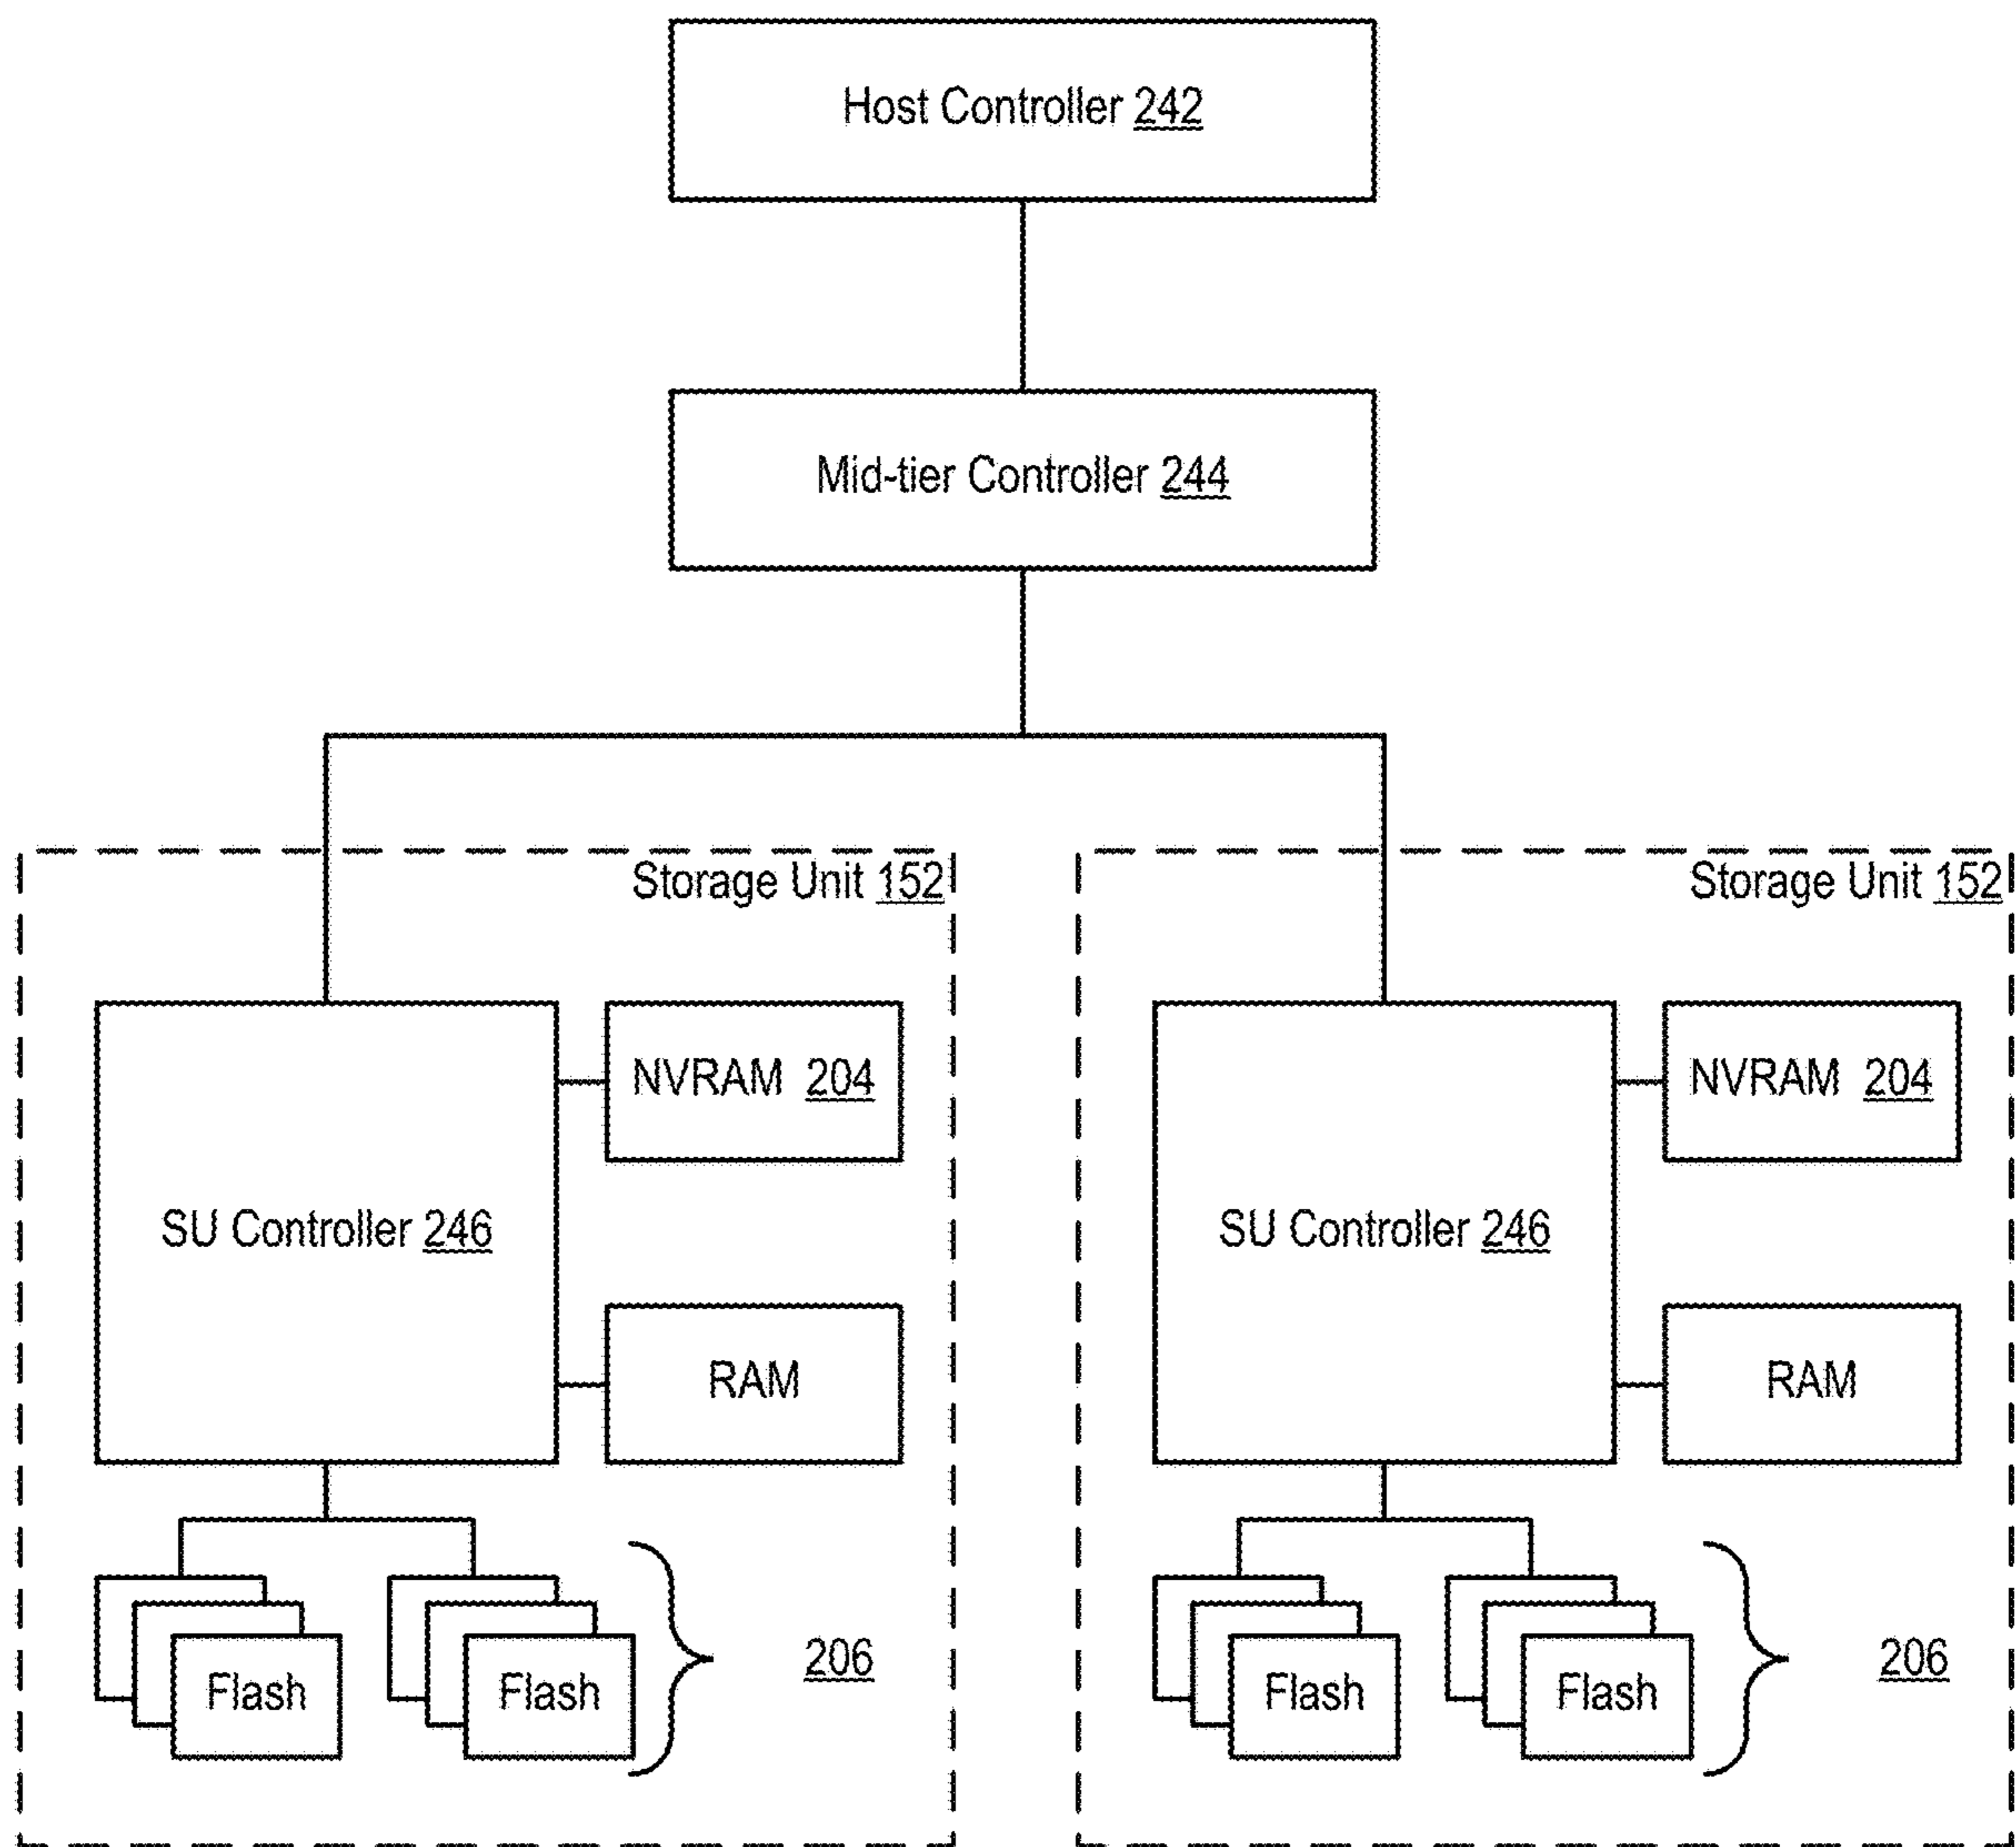 Host Controller 242
Mid-tier Controller 244
Storage Unit 152
Storage Unit 152
NVRAM 204
NVRAM 204
SU Controller 246
SU Controller 246
RAM
RAM
206
206
Flash
Flash
Flash
Flash